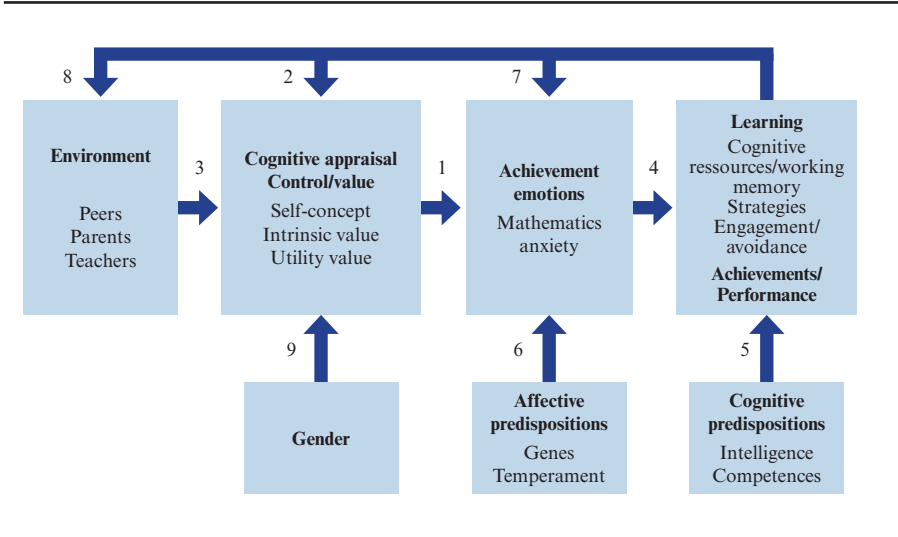 8
2
7
Environment
Peers
Parents
Teachers
3
Cognitive appraisal
Control/value
Self-concept
Intrinsic value
Utility value
1
Achievement
emotions
Mathematics
anxiety
4
Learning
Cognitive
ressources/working
memory
Strategies
Engagement/
avoidance
Achievements/
Performance
9
6
5
Gender
Affective
predispositions
Genes
Temperament
Cognitive
predispositions
Intelligence
Competences